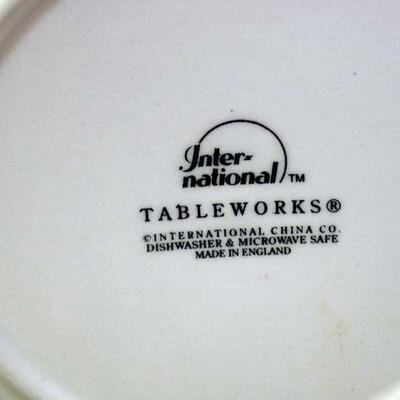 Inter-
national™
TABLEWORKS®
©INTERNATIONAL CHINA CO.
DISHWASHER & MICROWAVE SAFE
MADE IN ENGLAND